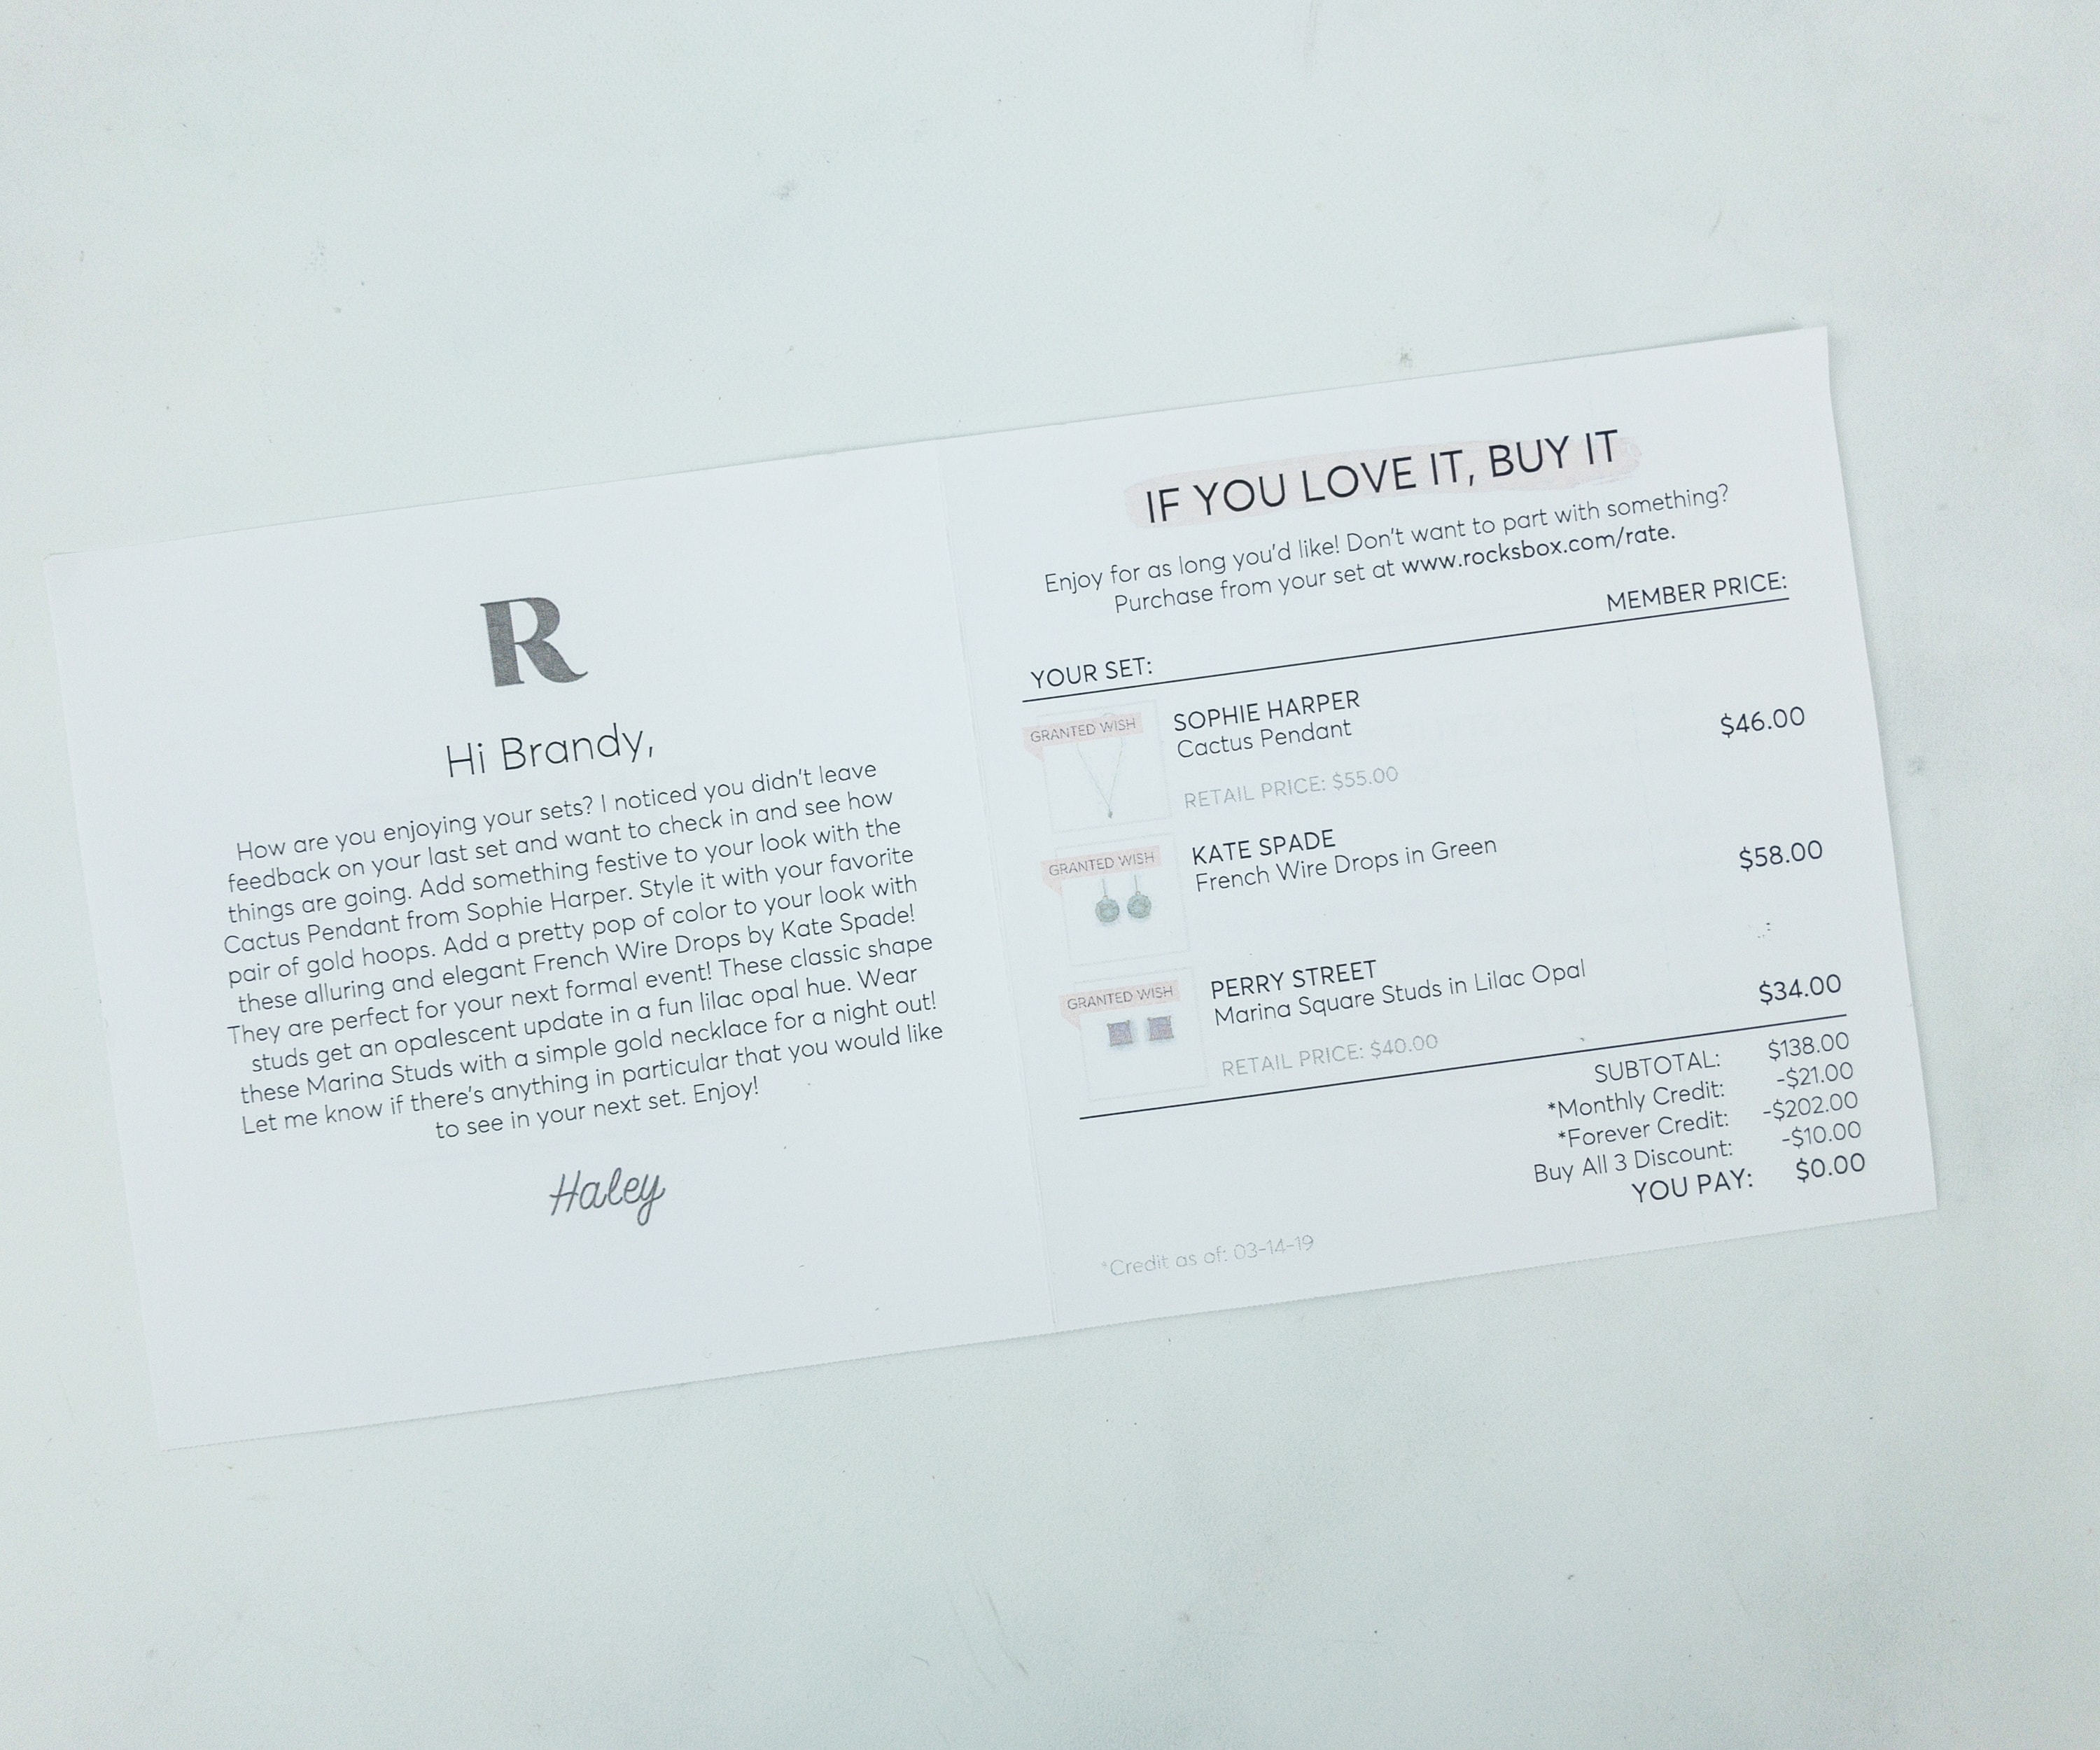 R
Hi Brandy,
How are you enjoying your sets? I noticed you didn't leave
feedback on your last set and want to check in and see how
things are going. Add something festive to your look with the
Cactus Pendant from Sophie Harper. Style it with your favorite
pair of gold hoops. Add a pretty pop of color to your look with
these alluring and elegant French Wire Drops by Kate Spade!
They are perfect for your next formal event! These classic shape
studs get an opalescent update in a fun lilac opal hue. Wear
these Marina Studs with a simple gold necklace for a night out!
Let me know if there's anything in particular that you would like
to see in your next set. Enjoy!
Haley
IF YOU LOVE IT, BUY IT
Enjoy for as long you'd like! Don't want to part with something?
Purchase from your set at www.rocksbox.com/rate.
YOUR SET: MEMBER PRICE:
GRANTED WISH
SOPHIE HARPER
Cactus Pendant $46.00
RETAIL PRICE: $55.00
GRANTED WISH
KATE SPADE
French Wire Drops in Green $58.00
GRANTED WISH
PERRY STREET
Marina Square Studs in Lilac Opal $34.00
RETAIL PRICE: $40.00
SUBTOTAL: $138.00
*Monthly Credit: -$21.00
*Forever Credit: -$202.00
Buy All 3 Discount: -$10.00
YOU PAY: $0.00
*Credit as of: 03-14-19